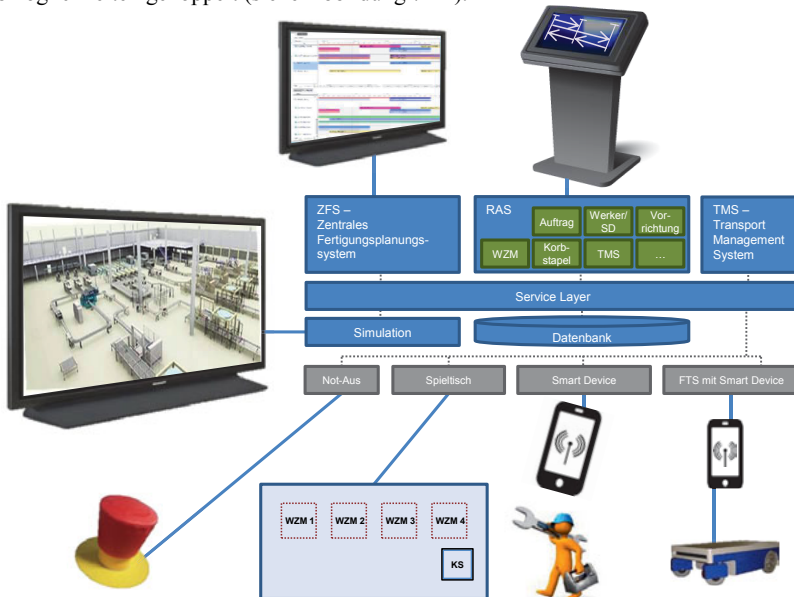 ZFS –
Zentrales
Fertigungsplanungs-
system
RAS
Auftrag
Werker/
SD
Vor-
richtung
WZM
Korb-
stapel
TMS
...
TMS –
Transport
Management
System
Service Layer
Simulation
Datenbank
Not-Aus
Spieltisch
Smart Device
FTS mit Smart Device
WZM 1
WZM 2
WZM 3
WZM 4
KS